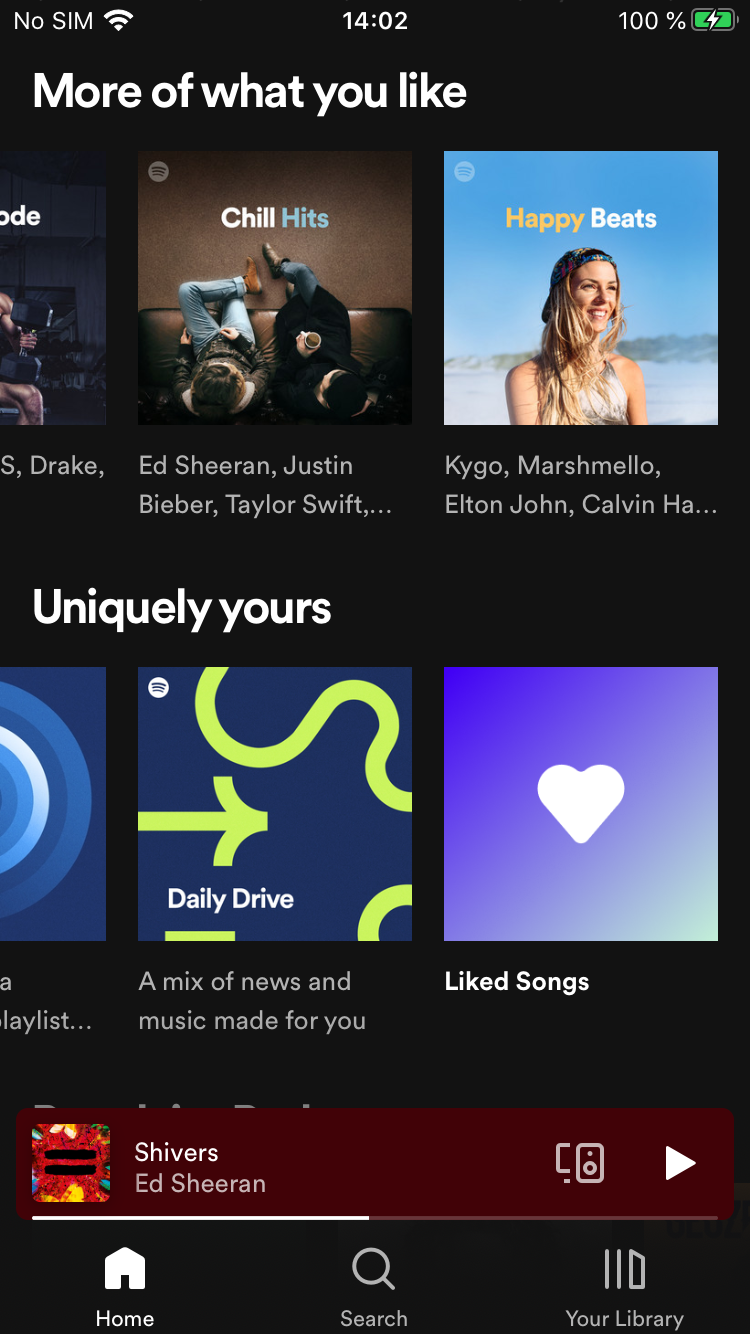 No SIM 14:02 100 %
More of what you like
ode
Chill Hits
Happy Beats
S, Drake,
Ed Sheeran, Justin
Bieber, Taylor Swift,...
Kygo, Marshmello,
Elton John, Calvin Ha...
Uniquely yours
Daily Drive
a
laylist...
A mix of news and
music made for you
Liked Songs
Shivers
Ed Sheeran
Home
Search
Your Library